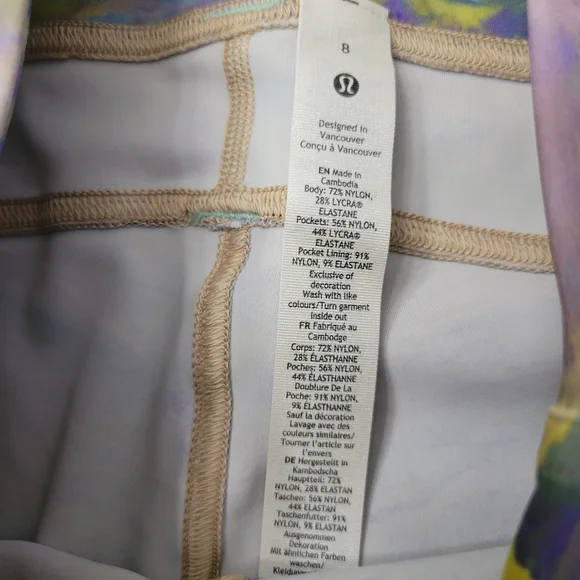 8
Designed in
Vancouver
Conçu à Vancouver
EN Made in
Cambodia
Body: 72% NYLON,
28% LYCRA®
ELASTANE
Pockets: 56% NYLON,
44% LYCRA®
ELASTANE
Pocket Lining: 91%
NYLON, 9% ELASTANE
Exclusive of
decoration
Wash with like
colours/Turn garment
inside out
FR Fabriqué au
Cambodge
Corps: 72% NYLON,
28% ÉLASTHANNE
Poches: 56% NYLON,
44% ÉLASTHANNE
Doublure De La
Poche: 91% NYLON,
9% ÉLASTHANNE
Sauf la décoration
Lavage avec des
couleurs similaires/
Tourner l'article sur
l'envers
DE Hergestellt in
Kambodscha
Hauptteil: 72%
NYLON, 28% ELASTAN
Taschen: 56% NYLON,
44% ELASTAN
Taschenfutter: 91%
NYLON, 9% ELASTAN
Ausgenommen
Dekoration
Mit ähnlichen Farben
waschen/